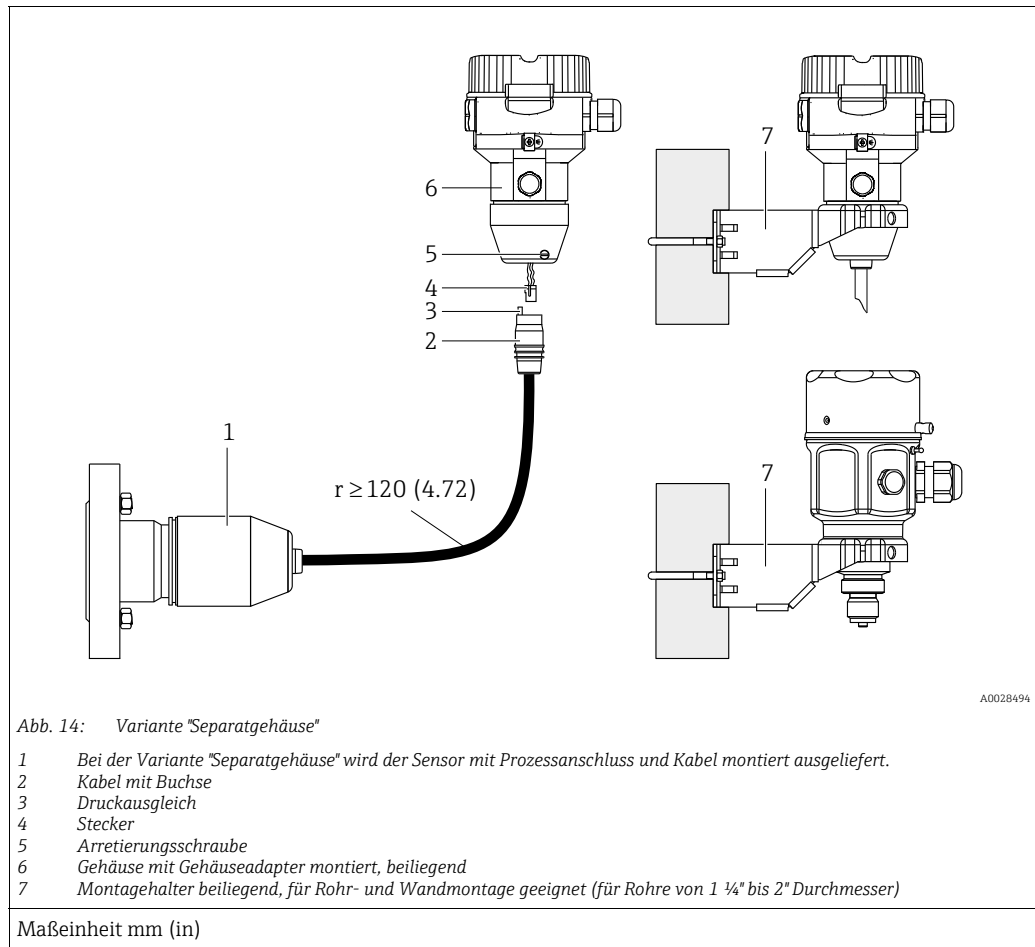 7
6
5
4
3
2
1
r ≥ 120 (4.72)
7
A0028494
Abb. 14: Variante "Separatgehäuse"
1 Bei der Variante "Separatgehäuse" wird der Sensor mit Prozessanschluss und Kabel montiert ausgeliefert.
2 Kabel mit Buchse
3 Druckausgleich
4 Stecker
5 Arretierungsschraube
6 Gehäuse mit Gehäuseadapter montiert, beiliegend
7 Montagehalter beiliegend, für Rohr- und Wandmontage geeignet (für Rohre von 1 ¼" bis 2" Durchmesser)
Maßeinheit mm (in)